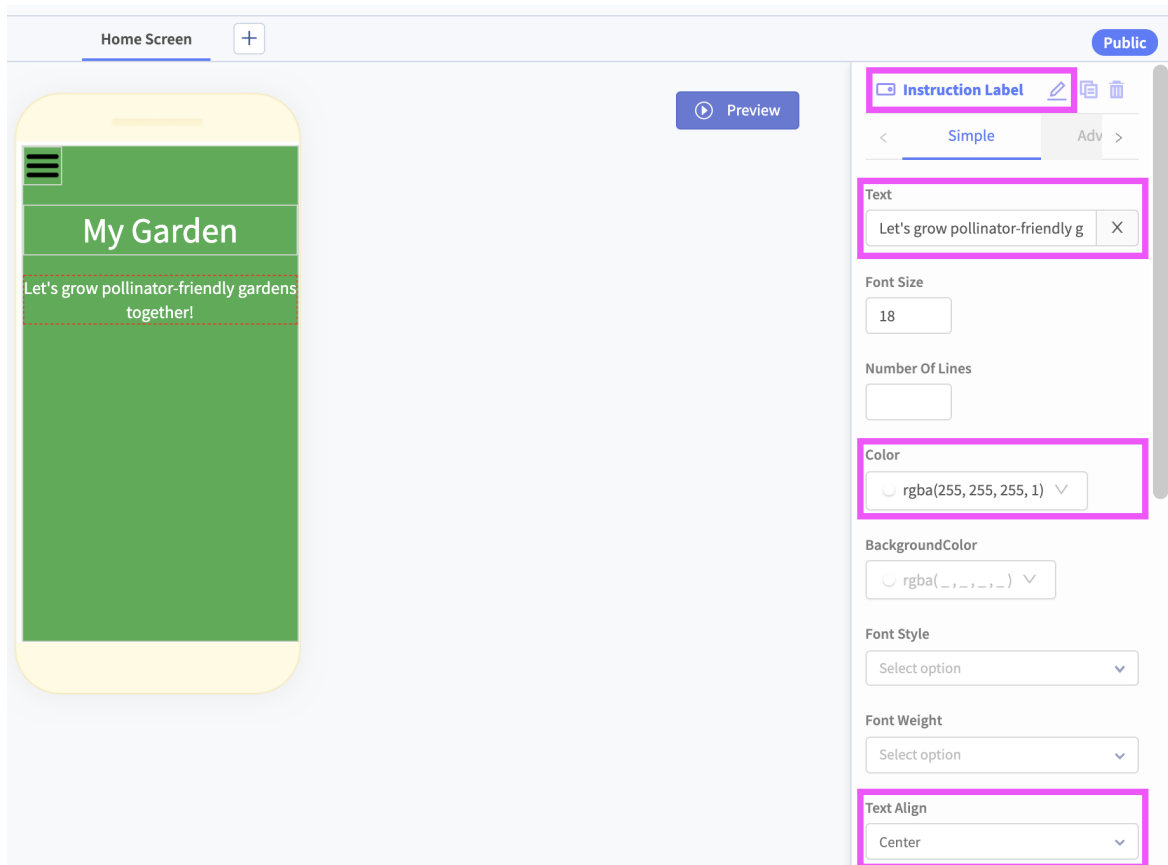 Home Screen
+
Public
Preview
My Garden
Let's grow pollinator-friendly gardens
together!
Instruction Label
< Simple Adv >
Text
Let's grow pollinator-friendly g X
Font Size
18
Number Of Lines
Color
rgba(255, 255, 255, 1)
BackgroundColor
rgba( _ , _ , _ , _ )
Font Style
Select option
Font Weight
Select option
Text Align
Center